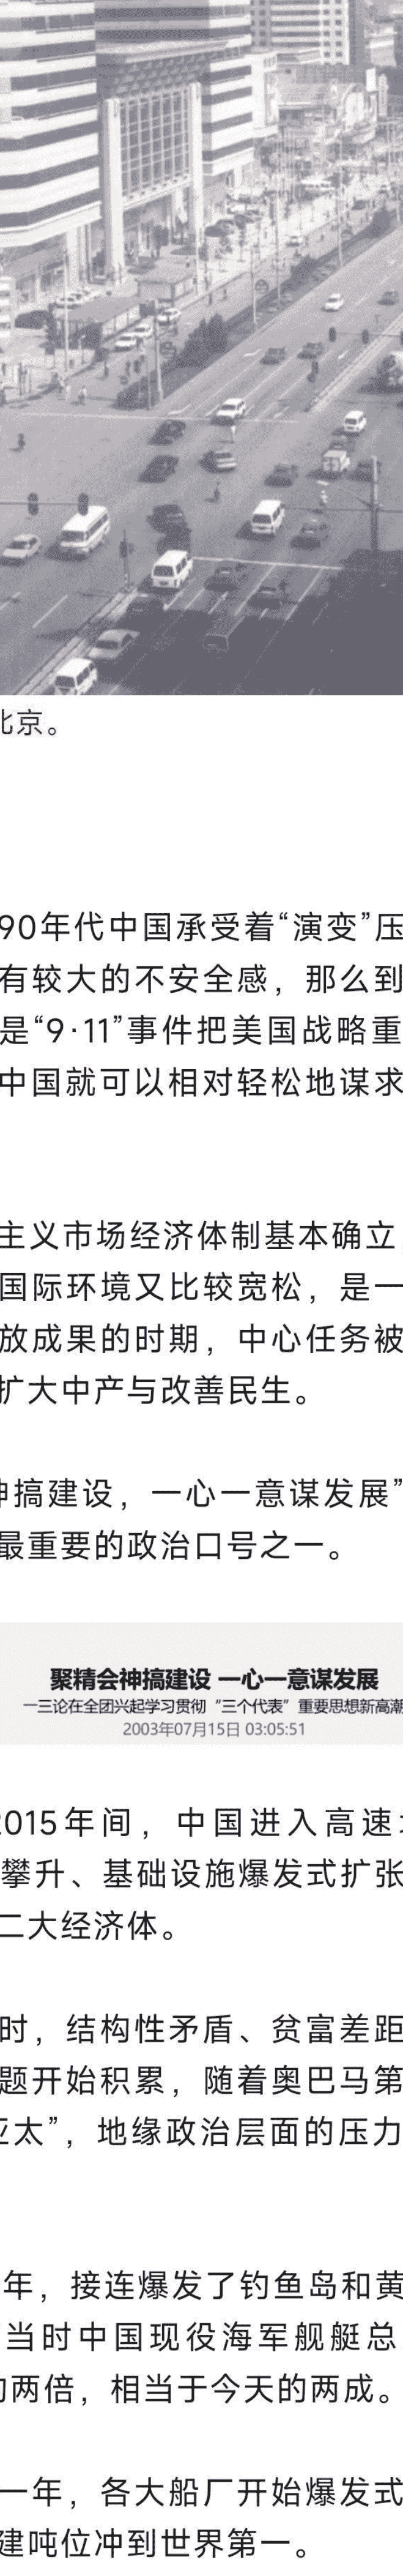 北京。
90年代中国承受着“演变”压
有较大的不安全感，那么到
是“9·11”事件把美国战略重
中国就可以相对轻松地谋求
主义市场经济体制基本确立
国际环境又比较宽松，是一
放成果的时期，中心任务被
扩大中产与改善民生。
神搞建设，一心一意谋发展”
最重要的政治口号之一。
聚精会神搞建设 一心一意谋发展
一三论在全团兴起学习贯彻“三个代表”重要思想新高潮
2003年07月15日 03:05:51
2015年间，中国进入高速
攀升、基础设施爆发式扩张
二大经济体。
时，结构性矛盾、贫富差距
题开始积累，随着奥巴马第
亚太”，地缘政治层面的压力
年，接连爆发了钓鱼岛和黄
当时中国现役海军舰艇总
的两倍，相当于今天的两成。
一年，各大船厂开始爆发式
建吨位冲到世界第一。